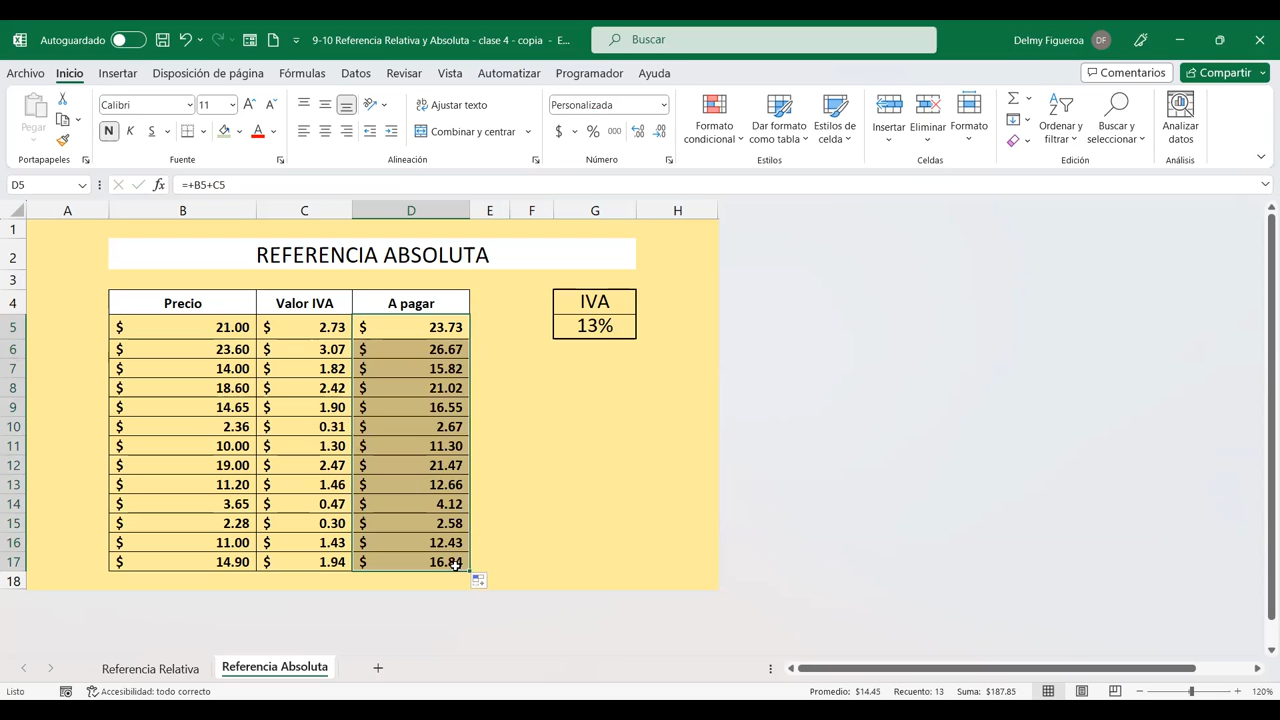 Autoguardado
9-10 Referencia Relativa y Absoluta - clase 4 - copia - E...
Buscar
Delmy Figueroa DF
Archivo Inicio Insertar Disposición de página Fórmulas Datos Revisar Vista Automatizar Programador Ayuda
Comentarios Compartir
Pegar
Calibri 11
N K S
Ajustar texto
Combinar y centrar
Personalizada
$ % 000
Formato condicional
Dar formato como tabla
Estilos de celda
Insertar Eliminar Formato
Ordenar y filtrar
Buscar y seleccionar
Analizar datos
Portapapeles Fuente Alineación Número Estilos Celdas Edición Análisis
D5 fx =+B5+C5
A B C D E F G H
1
2 REFERENCIA ABSOLUTA
3
4 Precio Valor IVA A pagar IVA
5 $ 21.00 $ 2.73 $ 23.73 13%
6 $ 23.60 $ 3.07 $ 26.67
7 $ 14.00 $ 1.82 $ 15.82
8 $ 18.60 $ 2.42 $ 21.02
9 $ 14.65 $ 1.90 $ 16.55
10 $ 2.36 $ 0.31 $ 2.67
11 $ 10.00 $ 1.30 $ 11.30
12 $ 19.00 $ 2.47 $ 21.47
13 $ 11.20 $ 1.46 $ 12.66
14 $ 3.65 $ 0.47 $ 4.12
15 $ 2.28 $ 0.30 $ 2.58
16 $ 11.00 $ 1.43 $ 12.43
17 $ 14.90 $ 1.94 $ 16.84
18
Referencia Relativa Referencia Absoluta
Listo Accesibilidad: todo correcto Promedio: $14.45 Recuento: 13 Suma: $187.85 120%